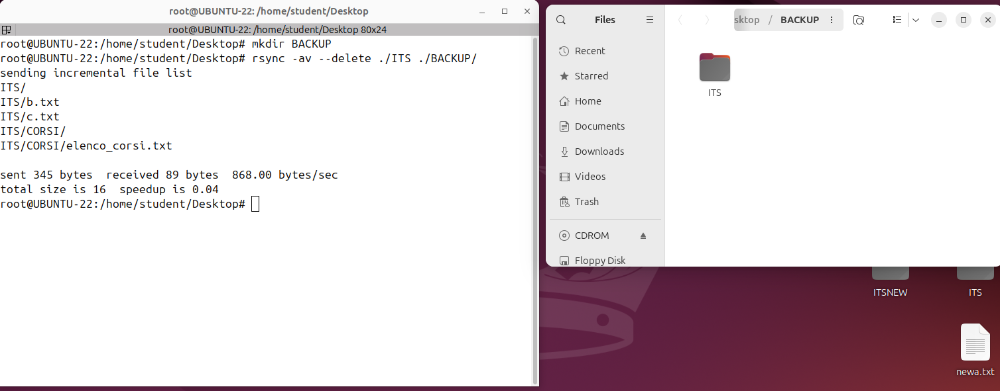 root@UBUNTU-22: /home/student/Desktop
root@UBUNTU-22: /home/student/Desktop 80x24
root@UBUNTU-22:/home/student/Desktop# mkdir BACKUP
root@UBUNTU-22:/home/student/Desktop# rsync -av --delete ./ITS ./BACKUP/
sending incremental file list
ITS/
ITS/b.txt
ITS/c.txt
ITS/CORSI/
ITS/CORSI/elenco_corsi.txt
sent 345 bytes  received 89 bytes  868.00 bytes/sec
total size is 16  speedup is 0.04
root@UBUNTU-22:/home/student/Desktop#
Files
sktop / BACKUP
Recent
Starred
Home
Documents
Downloads
Videos
Trash
CDROM
Floppy Disk
ITS
ITSNEW
ITS
newa.txt